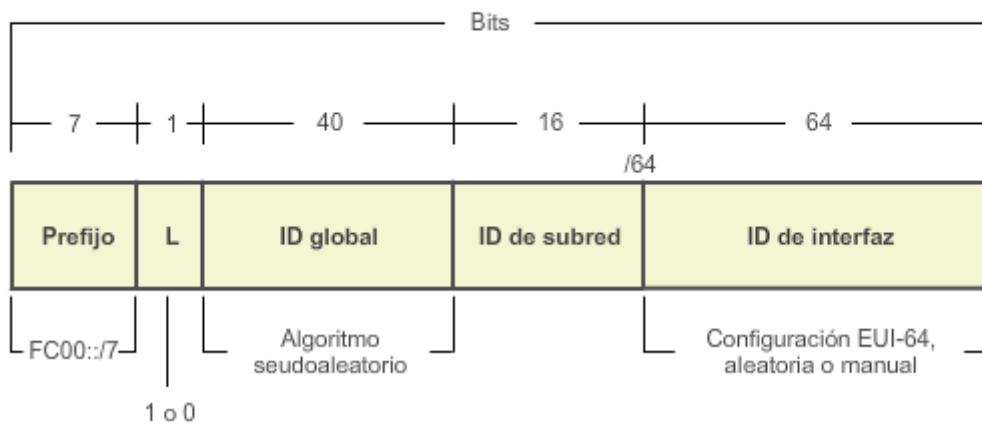 Bits
7 1 40 16 64
/64
Prefijo L ID global ID de subred ID de interfaz
FC00::/7
Algoritmo
seudoaleatorio
Configuración EUI-64,
aleatoria o manual
1 o 0